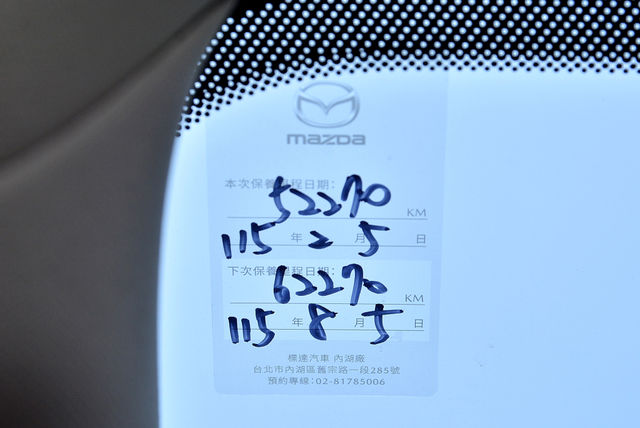 mazda
本次保養里程日期:
52270 KM
115 年 2 月 5 日
下次保養里程日期:
62270 KM
115 年 8 月 5 日
標達汽車 內湖廠
台北市內湖區舊宗路一段285號
預約專線:02-81785006